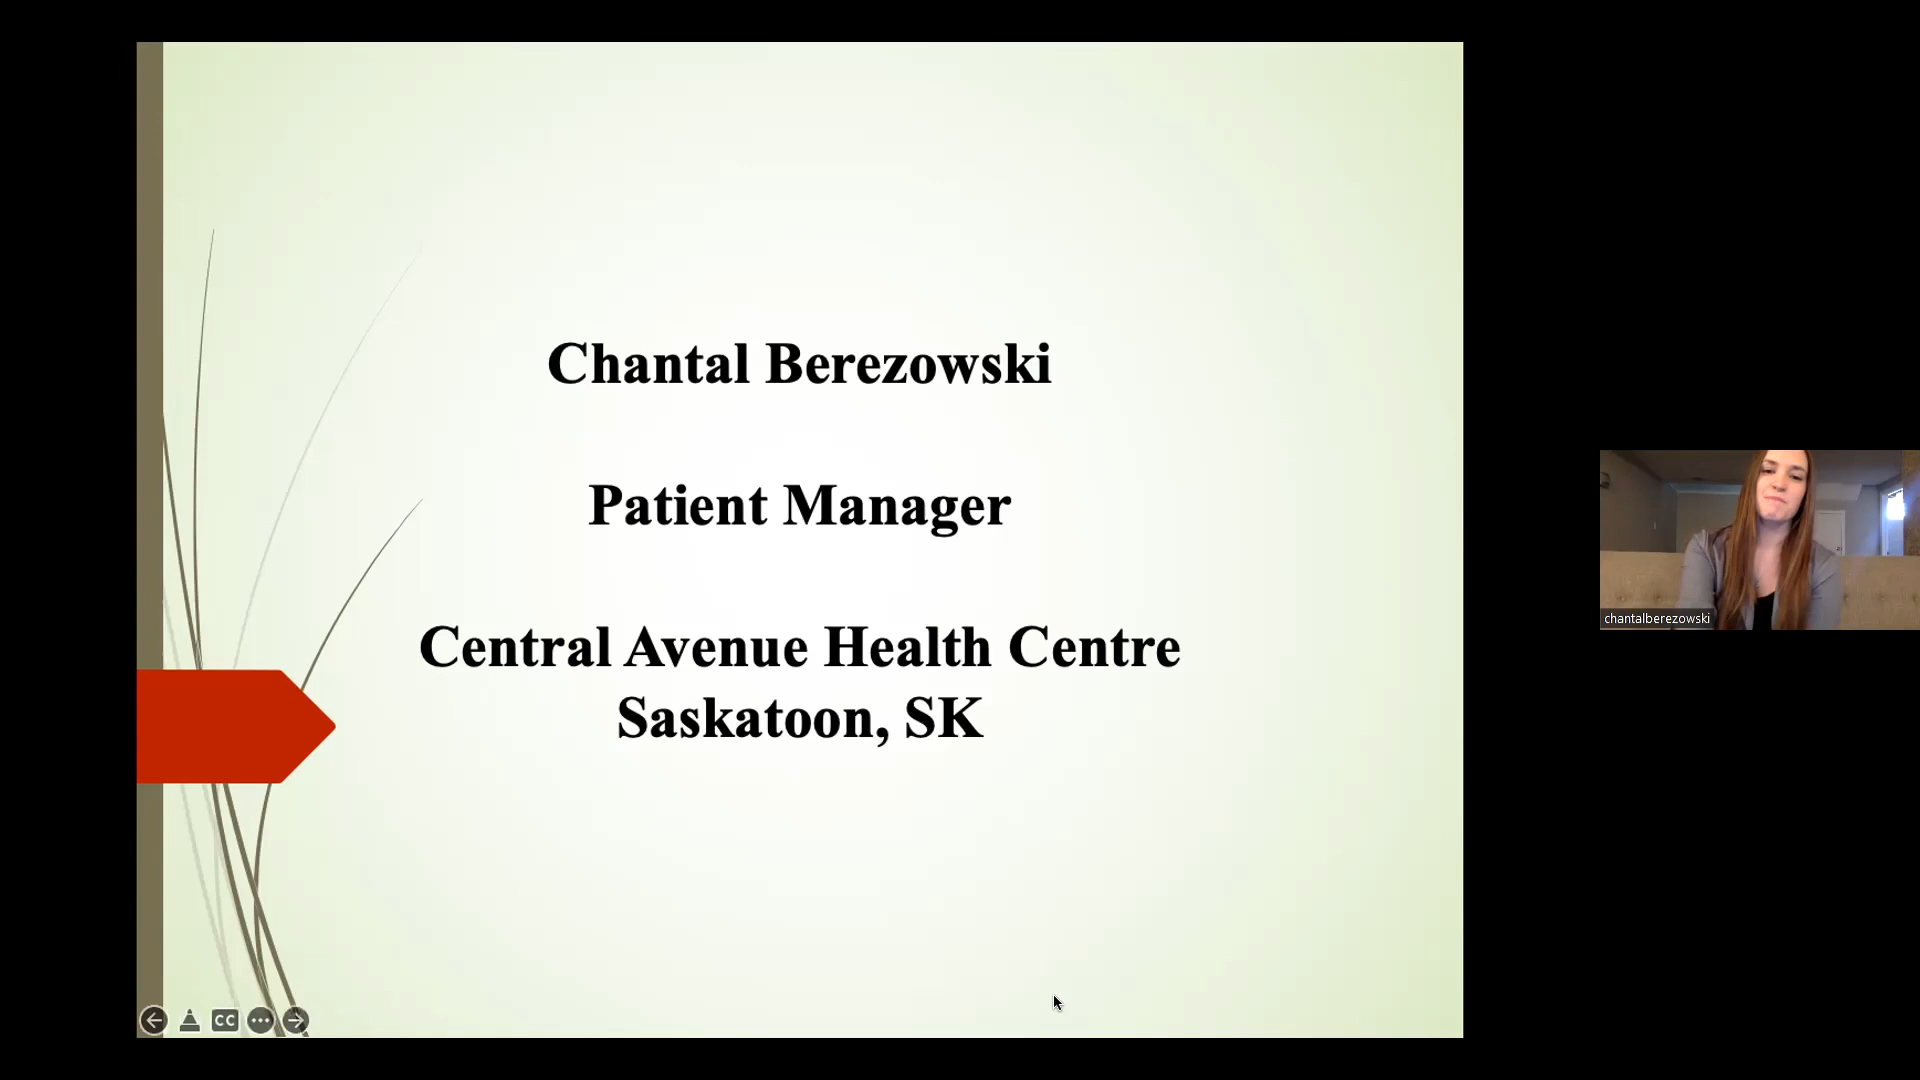 Chantal Berezowski
Patient Manager
Central Avenue Health Centre
Saskatoon, SK
chantalberezowski
CC